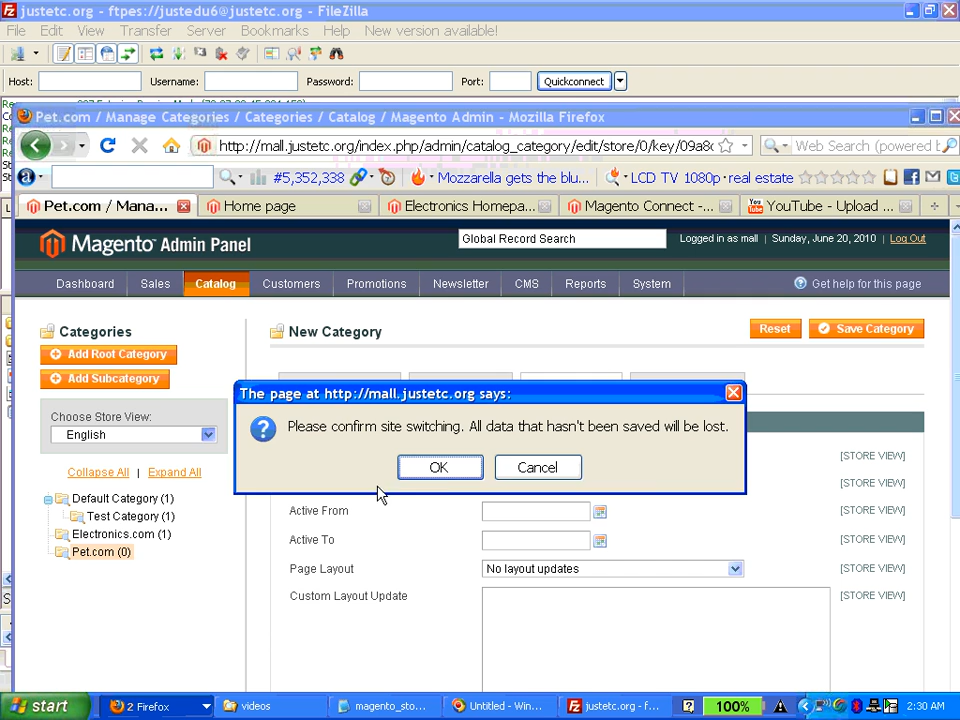 justetc.org - ftpes://justedu6@justetc.org - FileZilla
File Edit View Transfer Server Bookmarks Help New version available!
Host: Username: Password: Port: Quickconnect
Pet.com / Manage Categories / Categories / Catalog / Magento Admin - Mozilla Firefox
http://mall.justetc.org/index.php/admin/catalog_category/edit/store/0/key/09a8 Web Search (powered b
#5,352,338 Mozzarella gets the blu... LCD TV 1080p real estate
Pet.com / Mana... Home page Electronics Homepa... Magento Connect -... YouTube - Upload ...
Magento Admin Panel Global Record Search Logged in as mall | Sunday, June 20, 2010 | Log Out
Dashboard Sales Catalog Customers Promotions Newsletter CMS Reports System Get help for this page
Categories New Category Reset Save Category
Add Root Category
Add Subcategory
The page at http://mall.justetc.org says:
Choose Store View:
Please confirm site switching. All data that hasn't been saved will be lost.
English
[STORE VIEW]
OK Cancel
Collapse All | Expand All
[STORE VIEW]
Default Category (1)
Active From [STORE VIEW]
Test Category (1)
Electronics.com (1)
Active To [STORE VIEW]
Pet.com (0)
Page Layout No layout updates [STORE VIEW]
Custom Layout Update [STORE VIEW]
start 2 Firefox videos magento_sto... Untitled - Win... justetc.org - f... 100% 2:30 AM